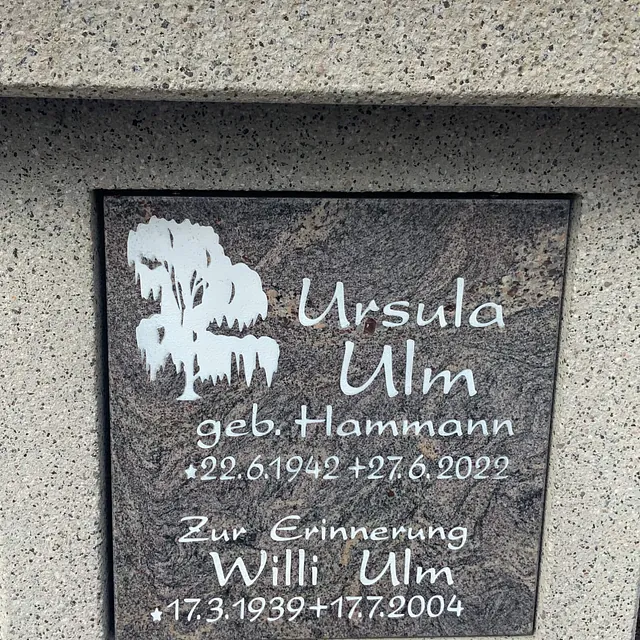 Ursula
Ulm
geb. Hammann
★22.6.1942 +27.6.2022
Zur Erinnerung
Willi Ulm
★17.3.1939+17.7.2004